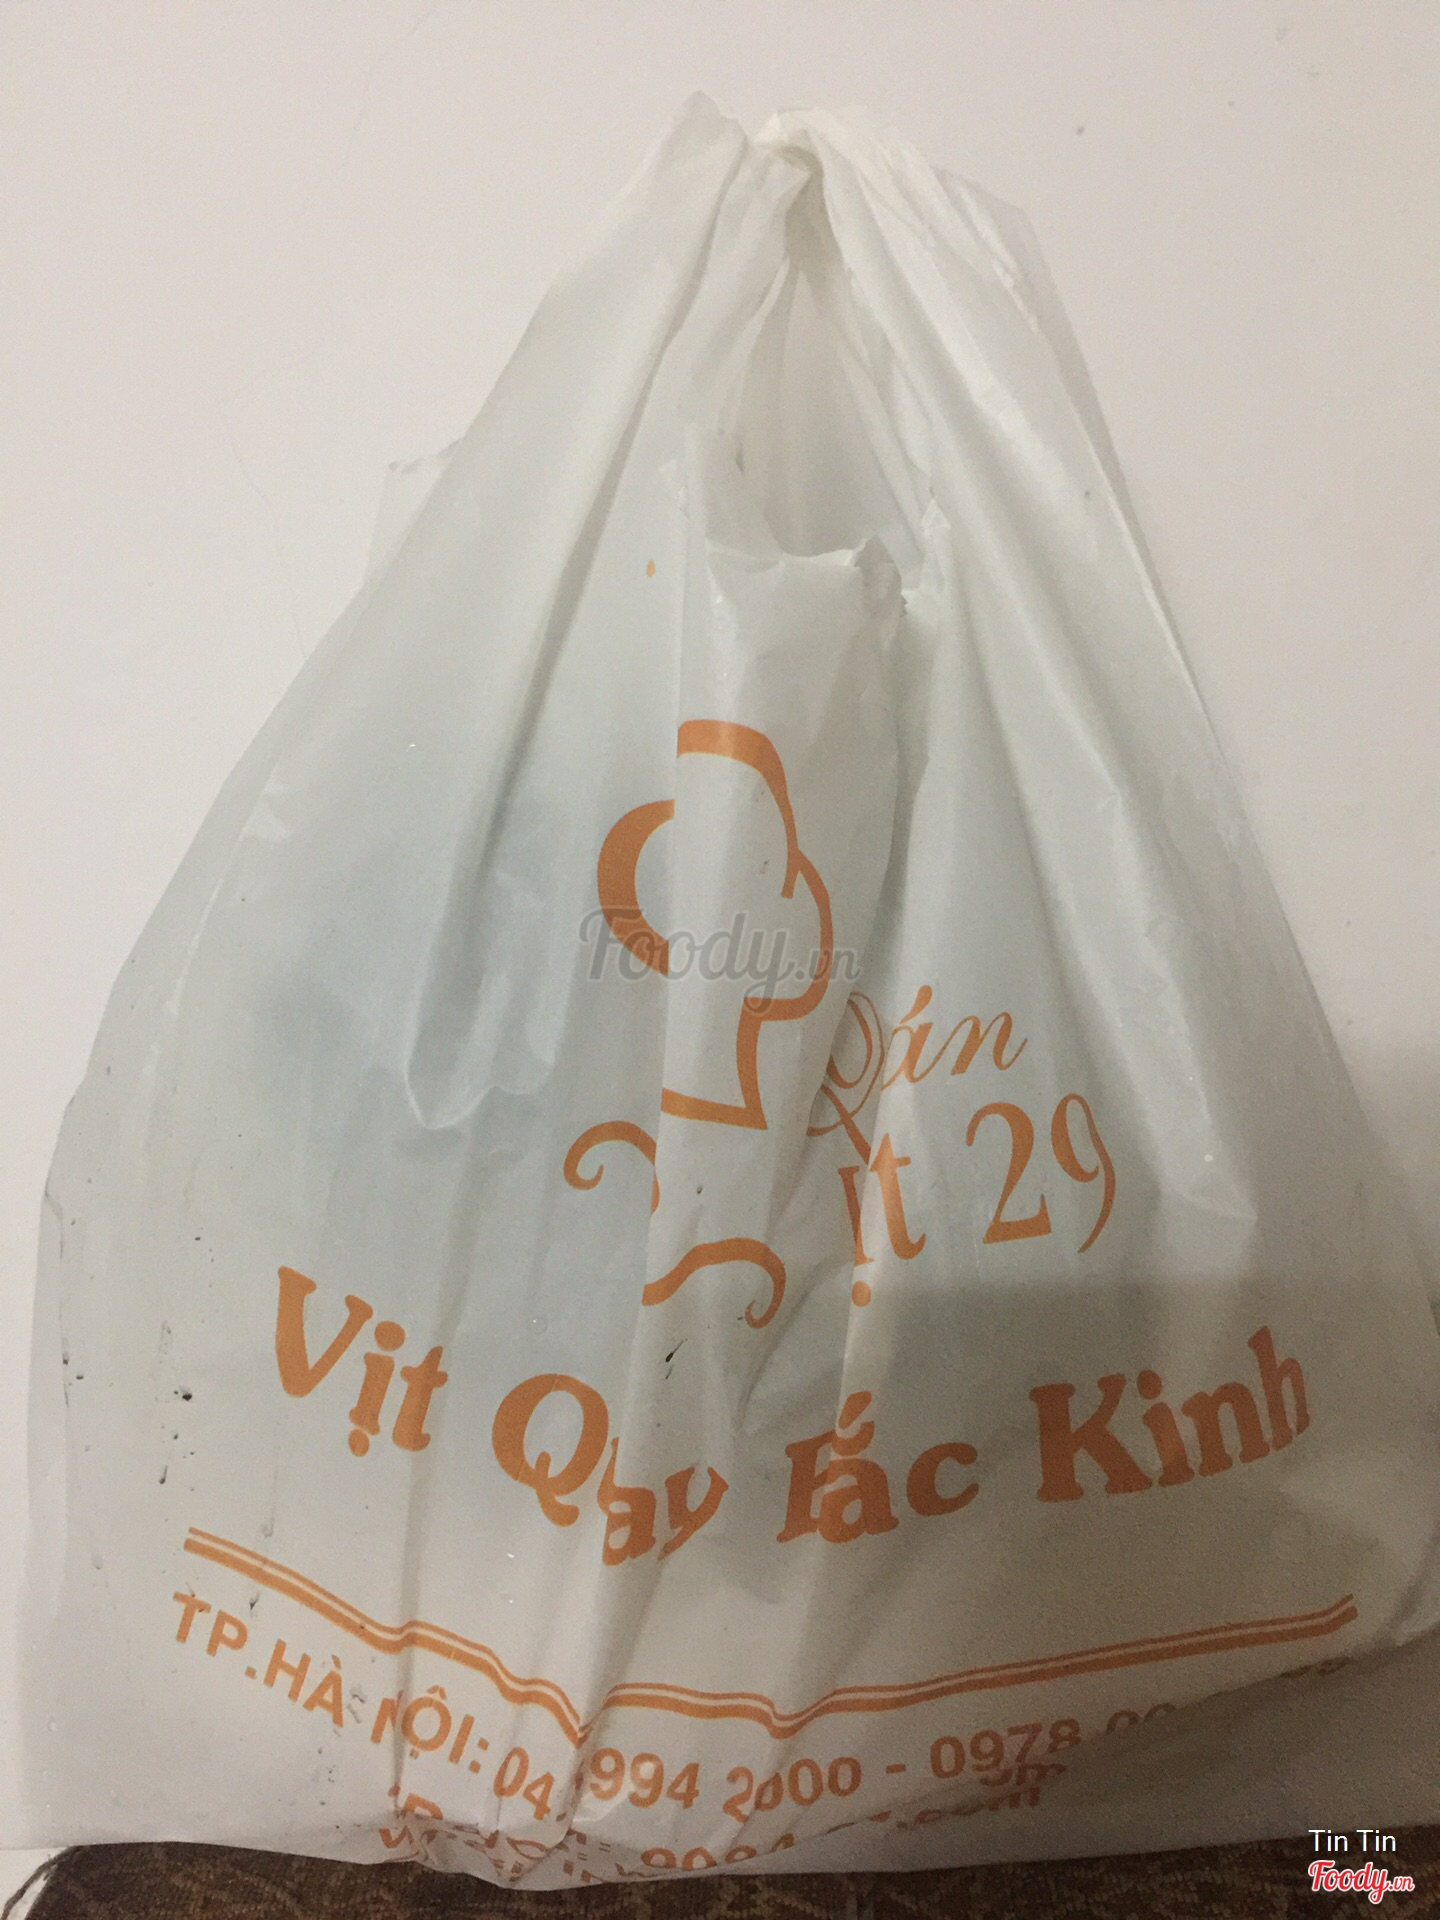 Quán
Vịt 29
Vịt Quay Bắc Kinh
TP.HÀ NỘI: 04 994 2000 - 0978
Foody.vn
Tin Tin
Foody.vn